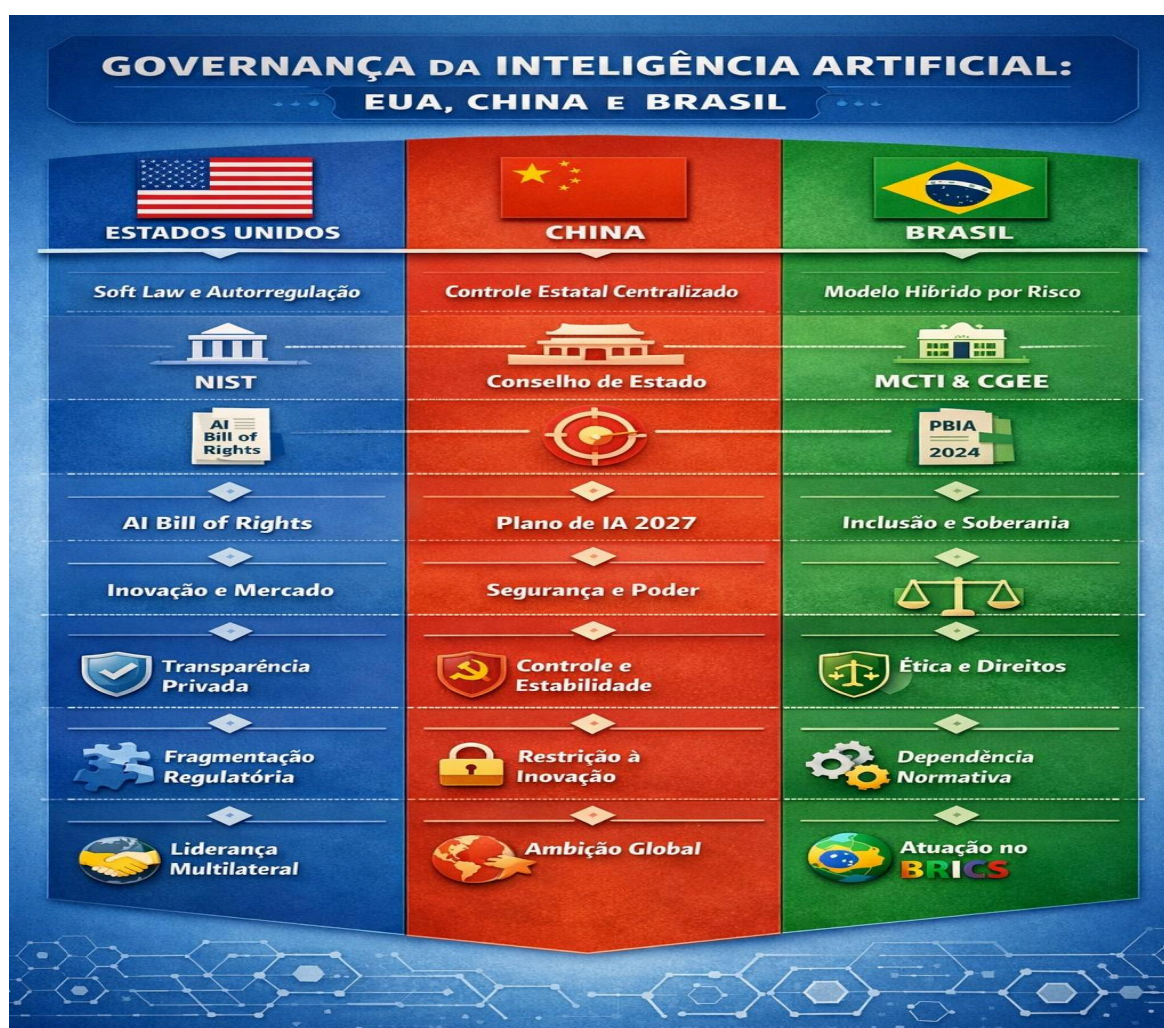 GOVERNANÇA DA INTELIGÊNCIA ARTIFICIAL:
EUA, CHINA E BRASIL
ESTADOS UNIDOS
CHINA
BRASIL
Soft Law e Autorregulação
Controle Estatal Centralizado
Modelo Híbrido por Risco
NIST
Conselho de Estado
MCTI & CGEE
AI
Bill of
Rights
PBIA
2024
AI Bill of Rights
Plano de IA 2027
Inclusão e Soberania
Inovação e Mercado
Segurança e Poder
Transparéncia
Privada
Controle e
Estabilidade
Ética e Direitos
Fragmentação
Regulatória
Restrição à
Inovação
Dependència
Normativa
Liderança
Multilateral
Ambição Global
Atuação no
BRICS